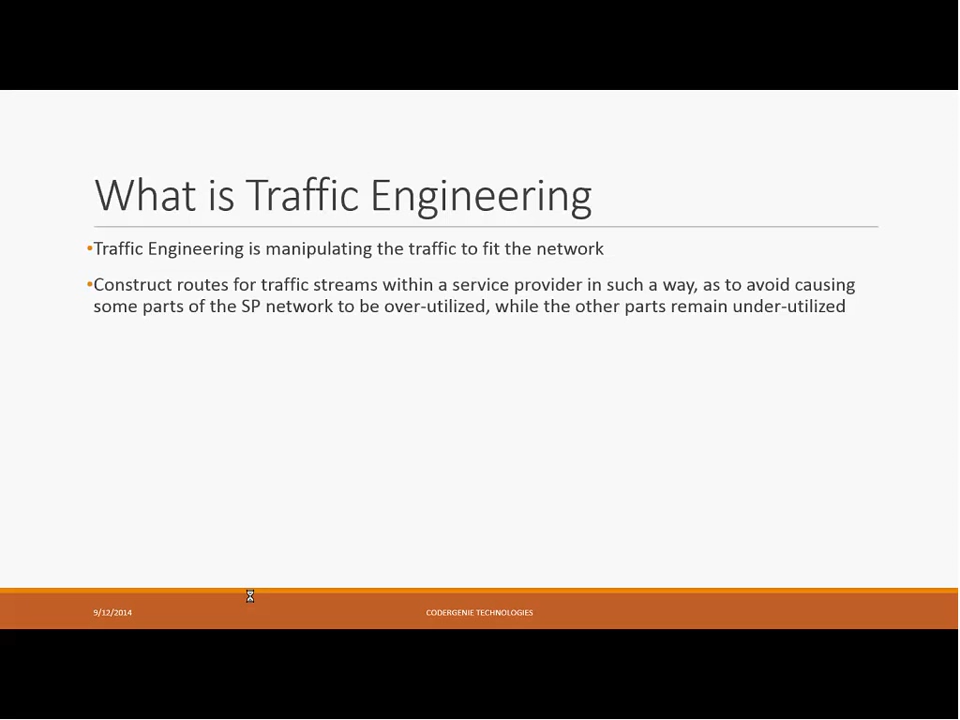 What is Traffic Engineering
•Traffic Engineering is manipulating the traffic to fit the network
•Construct routes for traffic streams within a service provider in such a way, as to avoid causing
some parts of the SP network to be over-utilized, while the other parts remain under-utilized
9/12/2014
CODERGENIE TECHNOLOGIES